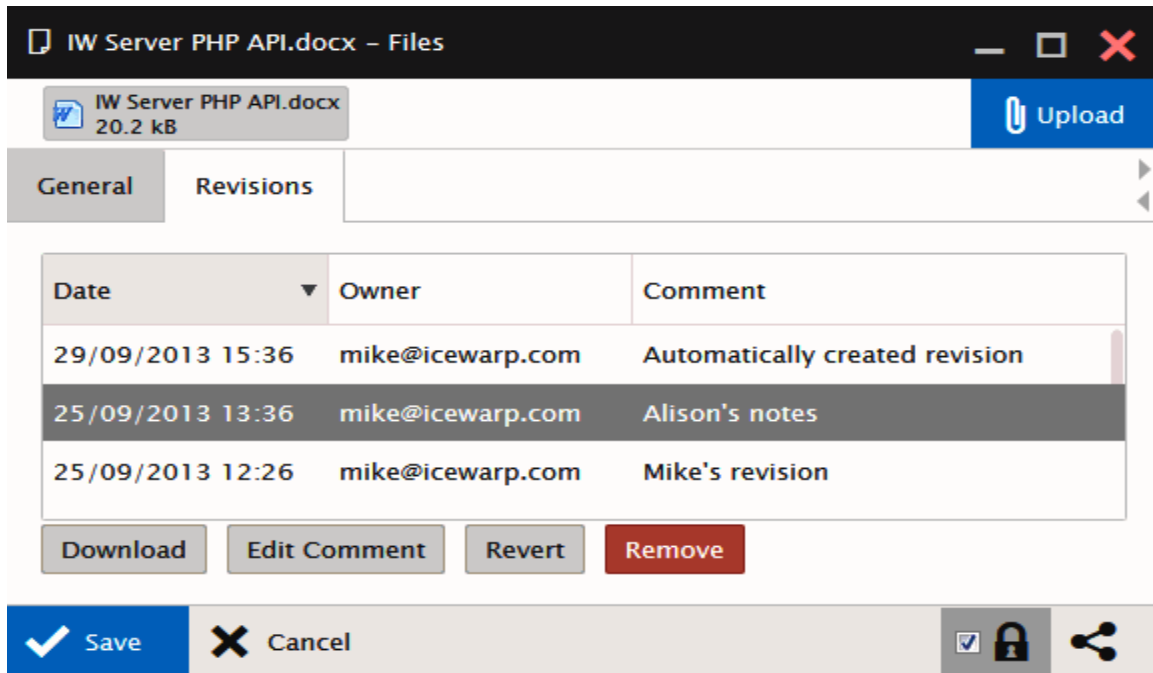 IW Server PHP API.docx – Files
IW Server PHP API.docx
20.2 kB
Upload
General Revisions
Date Owner Comment
29/09/2013 15:36 mike@icewarp.com Automatically created revision
25/09/2013 13:36 mike@icewarp.com Alison's notes
25/09/2013 12:26 mike@icewarp.com Mike's revision
Download Edit Comment Revert Remove
Save Cancel